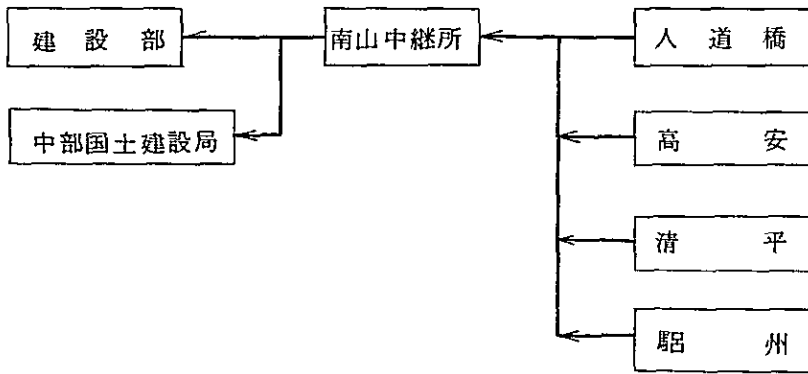 建設部
南山中継所
人道橋
中部国土建設局
高安
清平
驪州